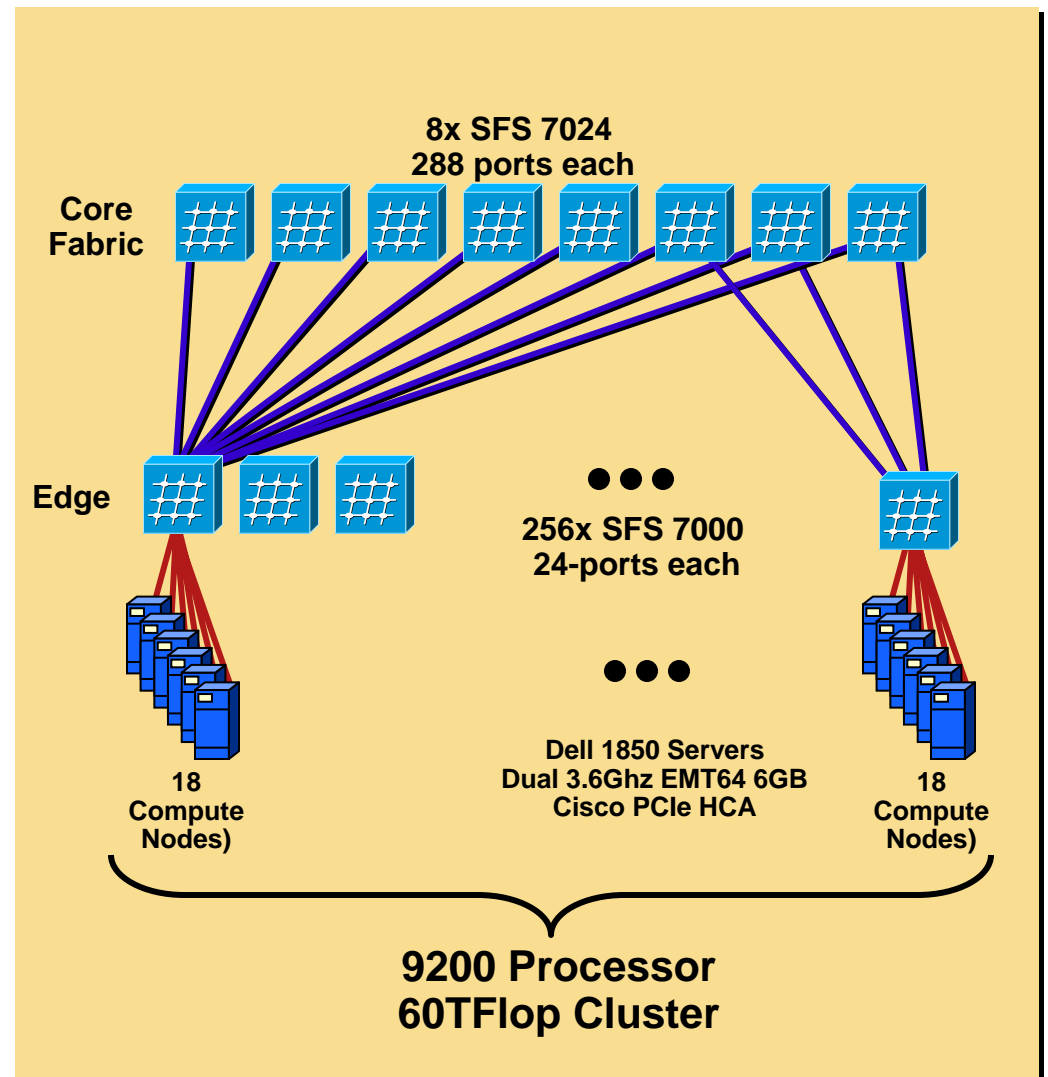 8x SFS 7024
288 ports each
Core
Fabric
Edge
256x SFS 7000
24-ports each
Dell 1850 Servers
Dual 3.6Ghz EMT64 6GB
Cisco PCIe HCA
18
Compute
Nodes)
18
Compute
Nodes)
9200 Processor
60TFlop Cluster